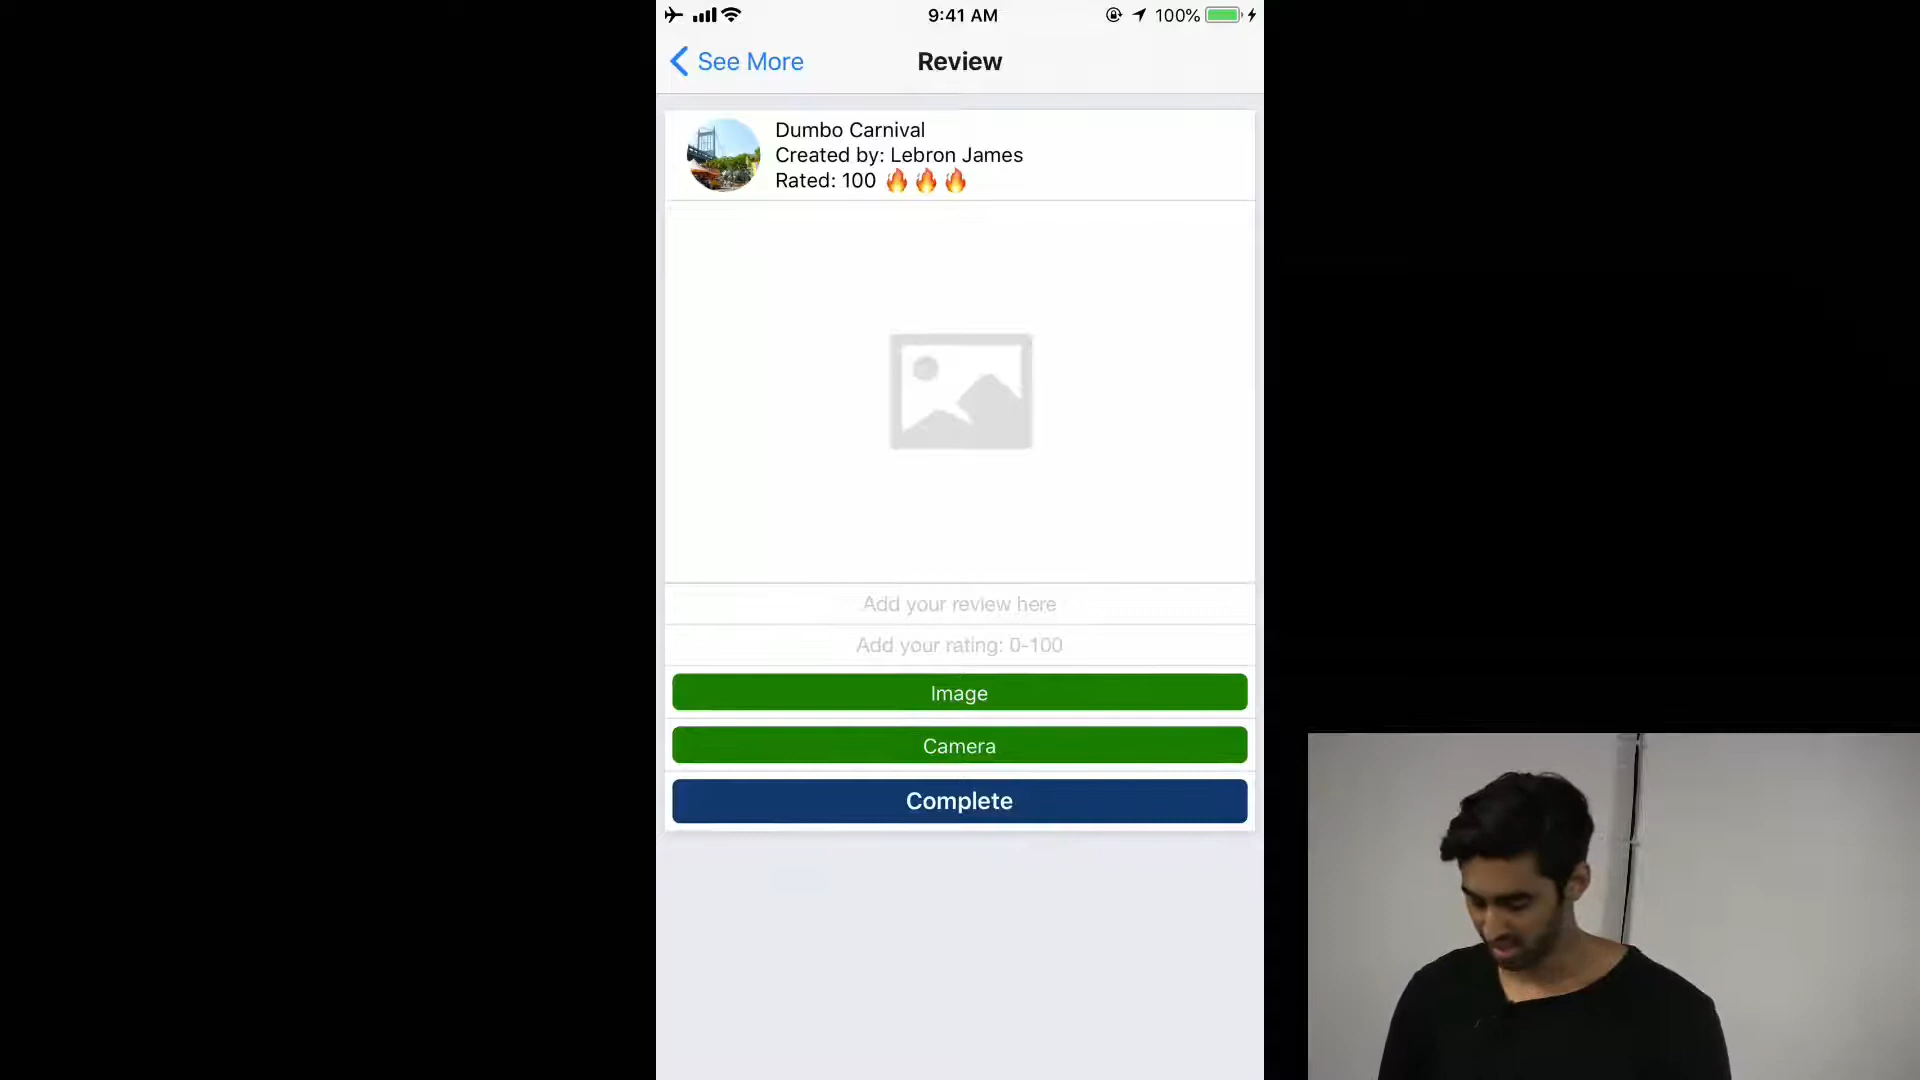 9:41 AM
100%
See More
Review
Dumbo Carnival
Created by: Lebron James
Rated: 100 🔥🔥🔥
Add your review here
Add your rating: 0-100
Image
Camera
Complete